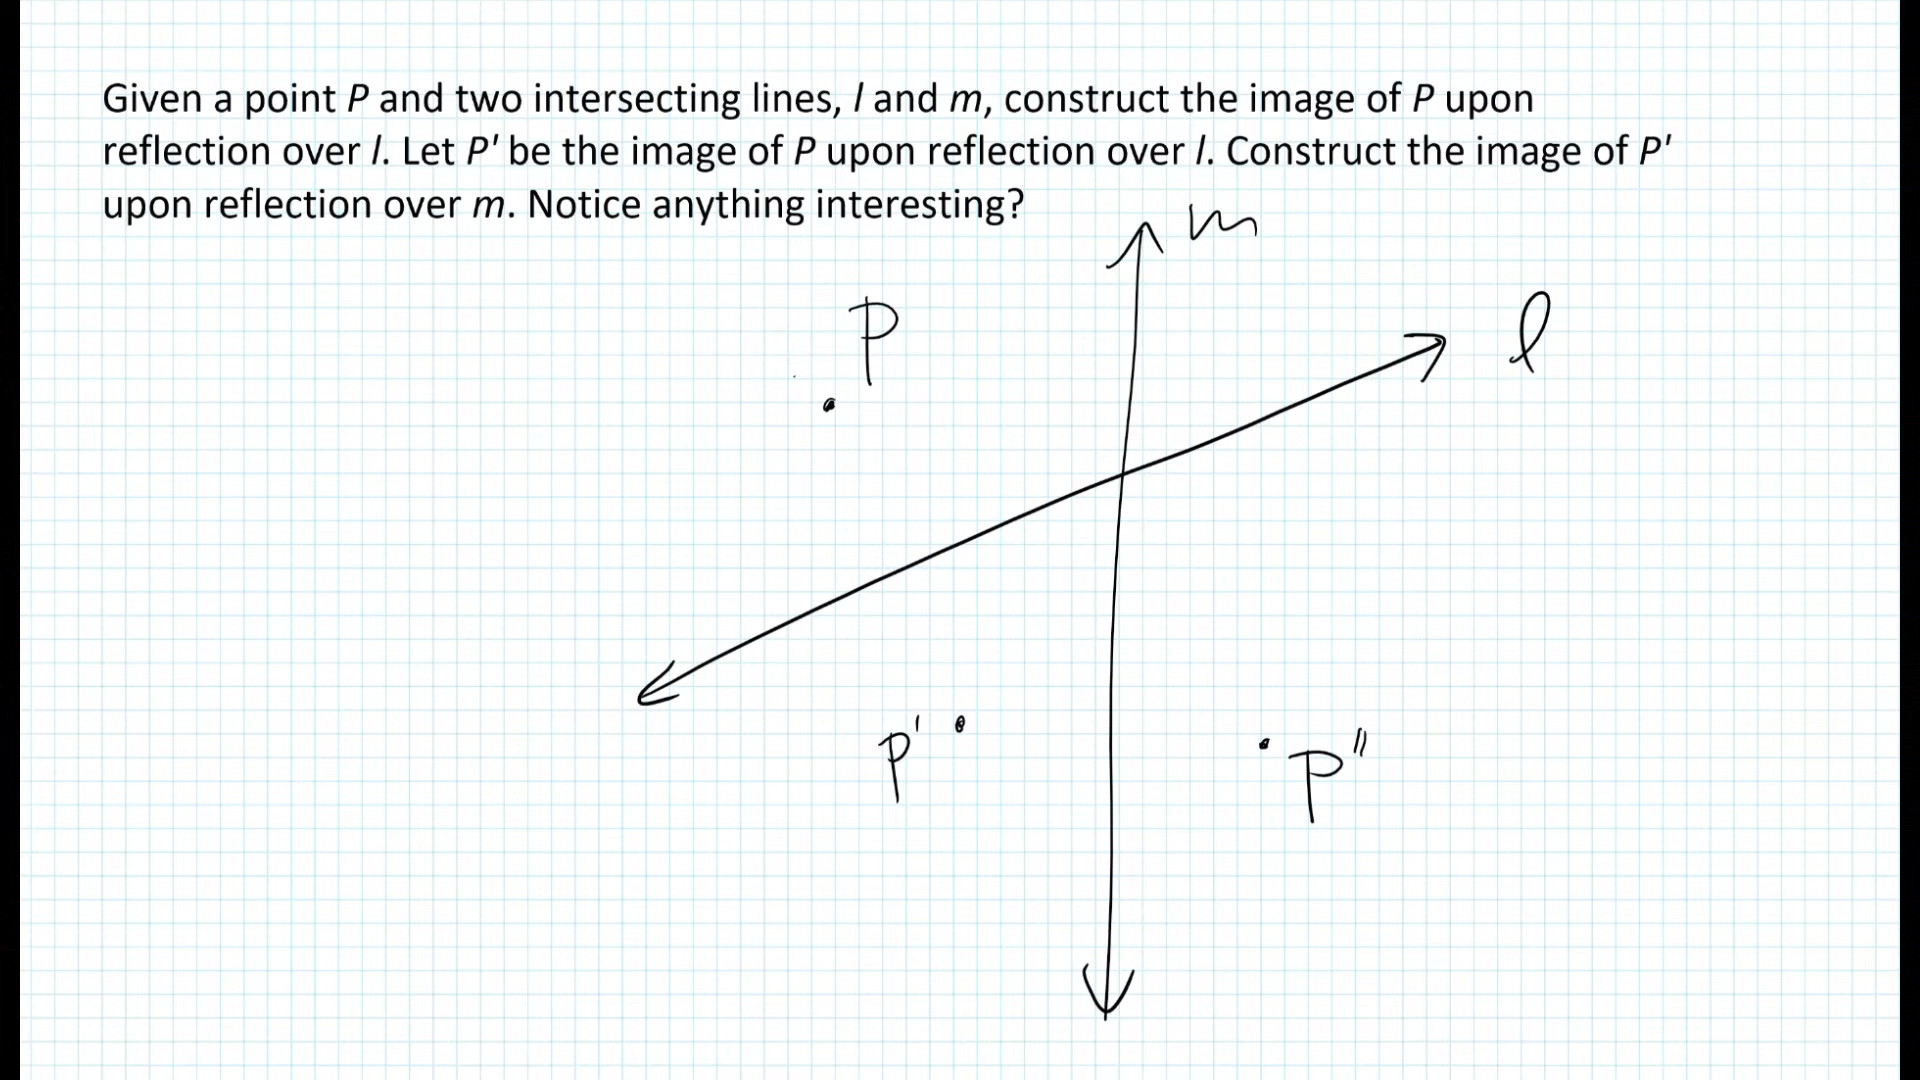 Given a point P and two intersecting lines, l and m, construct the image of P upon
reflection over l. Let P' be the image of P upon reflection over l. Construct the image of P'
upon reflection over m. Notice anything interesting?
m
P
l
P'
P"